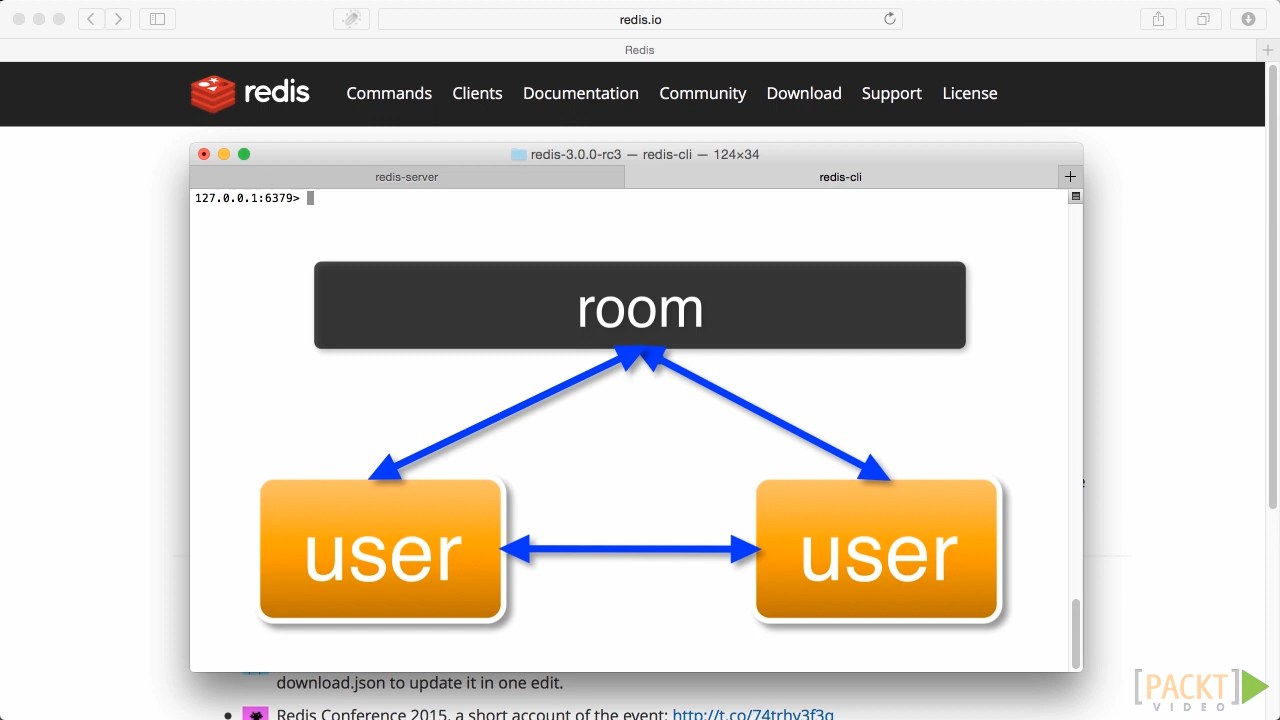 redis.io
Redis
redis Commands Clients Documentation Community Download Support License
redis-3.0.0-rc3 — redis-cli — 124×34
redis-server redis-cli
127.0.0.1:6379>
room
user user
download.json to update it in one edit.
Redis Conference 2015, a short account of the event:
PACKT
VIDEO